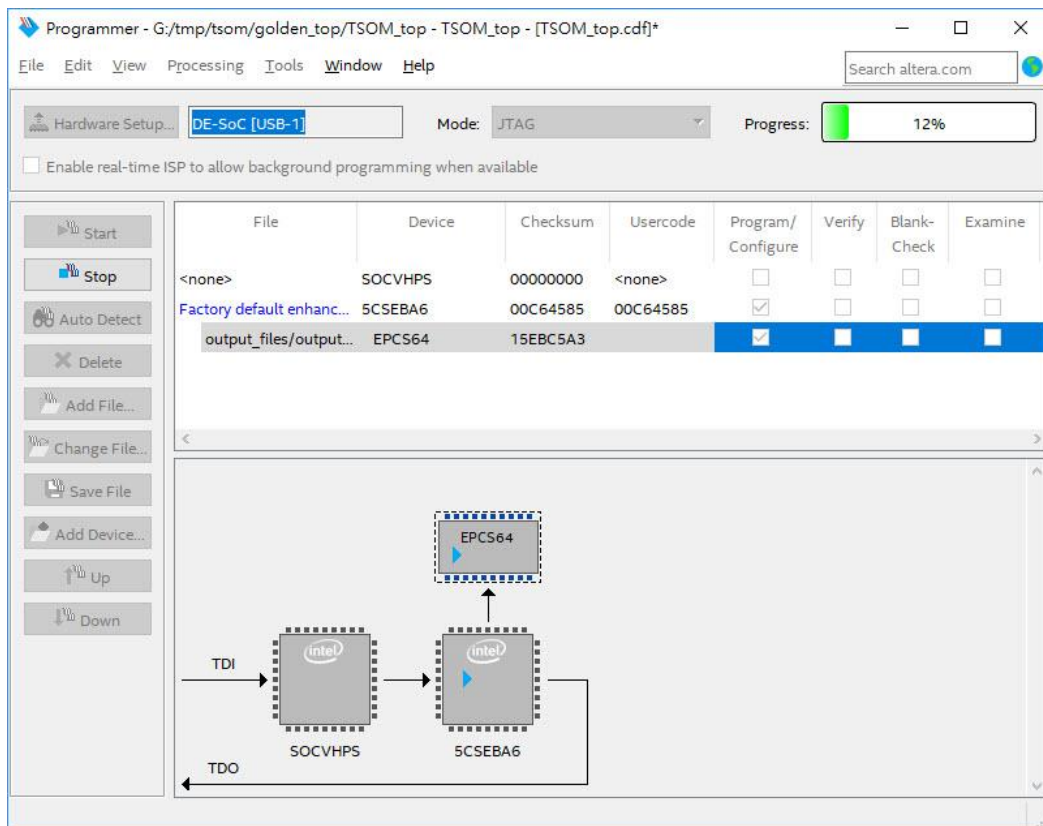 Programmer - G:/tmp/tsom/golden_top/TSOM_top - TSOM_top - [TSOM_top.cdf]*
File Edit View Processing Tools Window Help
Search altera.com
Hardware Setup... DE-SoC [USB-1] Mode: JTAG Progress: 12%
Enable real-time ISP to allow background programming when available
Start
Stop
Auto Detect
Delete
Add File...
Change File...
Save File
Add Device...
Up
Down
File Device Checksum Usercode Program/ Verify Blank- Examine
Configure Check
<none> SOCVHPS 00000000 <none>
Factory default enhanc... 5CSEBA6 00C64585 00C64585
output_files/output... EPCS64 15EBC5A3
EPCS64
TDI
intel
intel
SOCVHPS
5CSEBA6
TDO